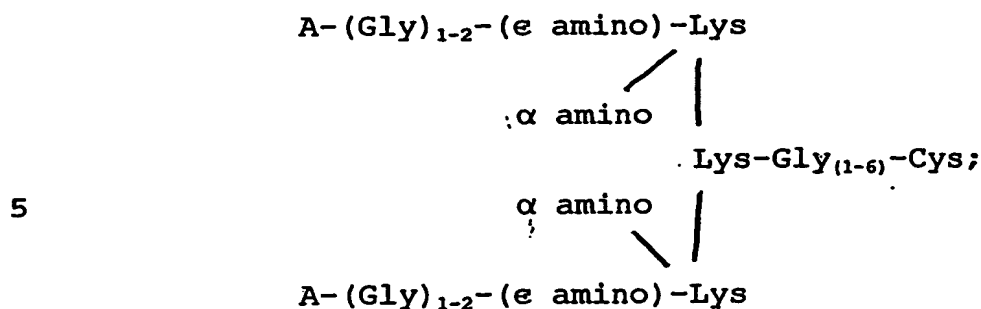 A-(Gly)₁₋₂-(ϵ amino)-Lys
α amino
Lys-Gly₍₁₋₆₎-Cys;
5
α amino
A-(Gly)₁₋₂-(ϵ amino)-Lys